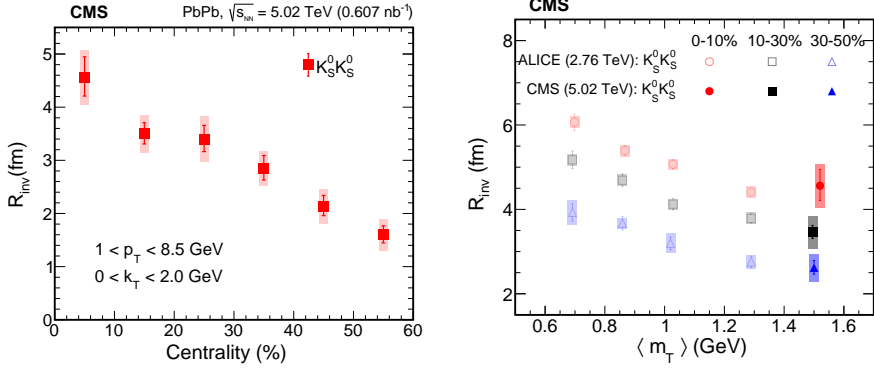 CMS PbPb, √s_NN = 5.02 TeV (0.607 nb⁻¹)
K⁰_S K⁰_S
R_inv (fm)
5
4
3
2
1
0
1 < p_T < 8.5 GeV
0 < k_T < 2.0 GeV
0 10 20 30 40 50 60
Centrality (%)
CMS
0-10% 10-30% 30-50%
ALICE (2.76 TeV): K⁰_S K⁰_S
CMS (5.02 TeV): K⁰_S K⁰_S
R_inv (fm)
8
6
4
2
0.6 0.8 1 1.2 1.4 1.6
⟨ m_T ⟩ (GeV)